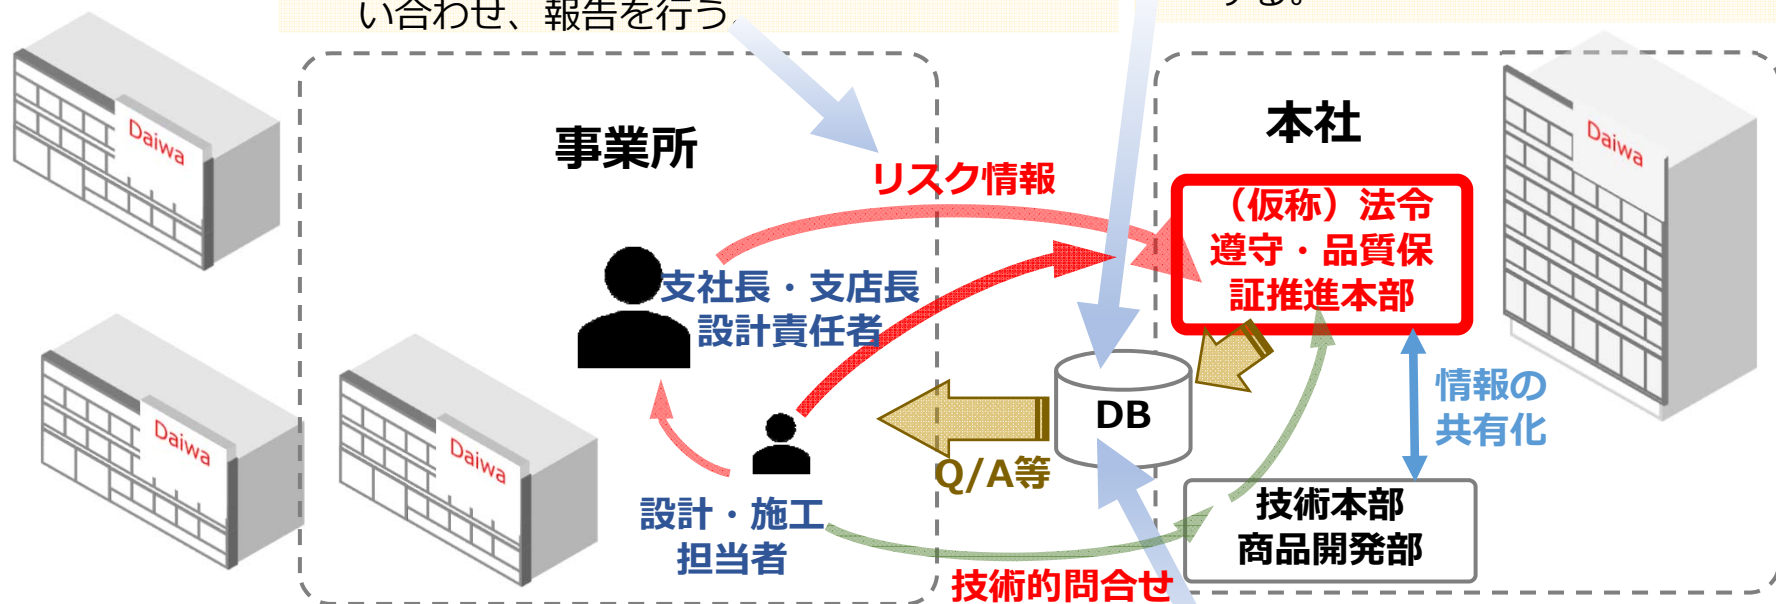 い合わせ、報告を行う。
する。
Daiwa
事業所
本社
Daiwa
リスク情報
（仮称）法令
遵守・品質保
証推進本部
支社長・支店長
設計責任者
DB
情報の
共有化
Daiwa
Daiwa
Q/A等
設計・施工
担当者
技術本部
商品開発部
技術的問合せ